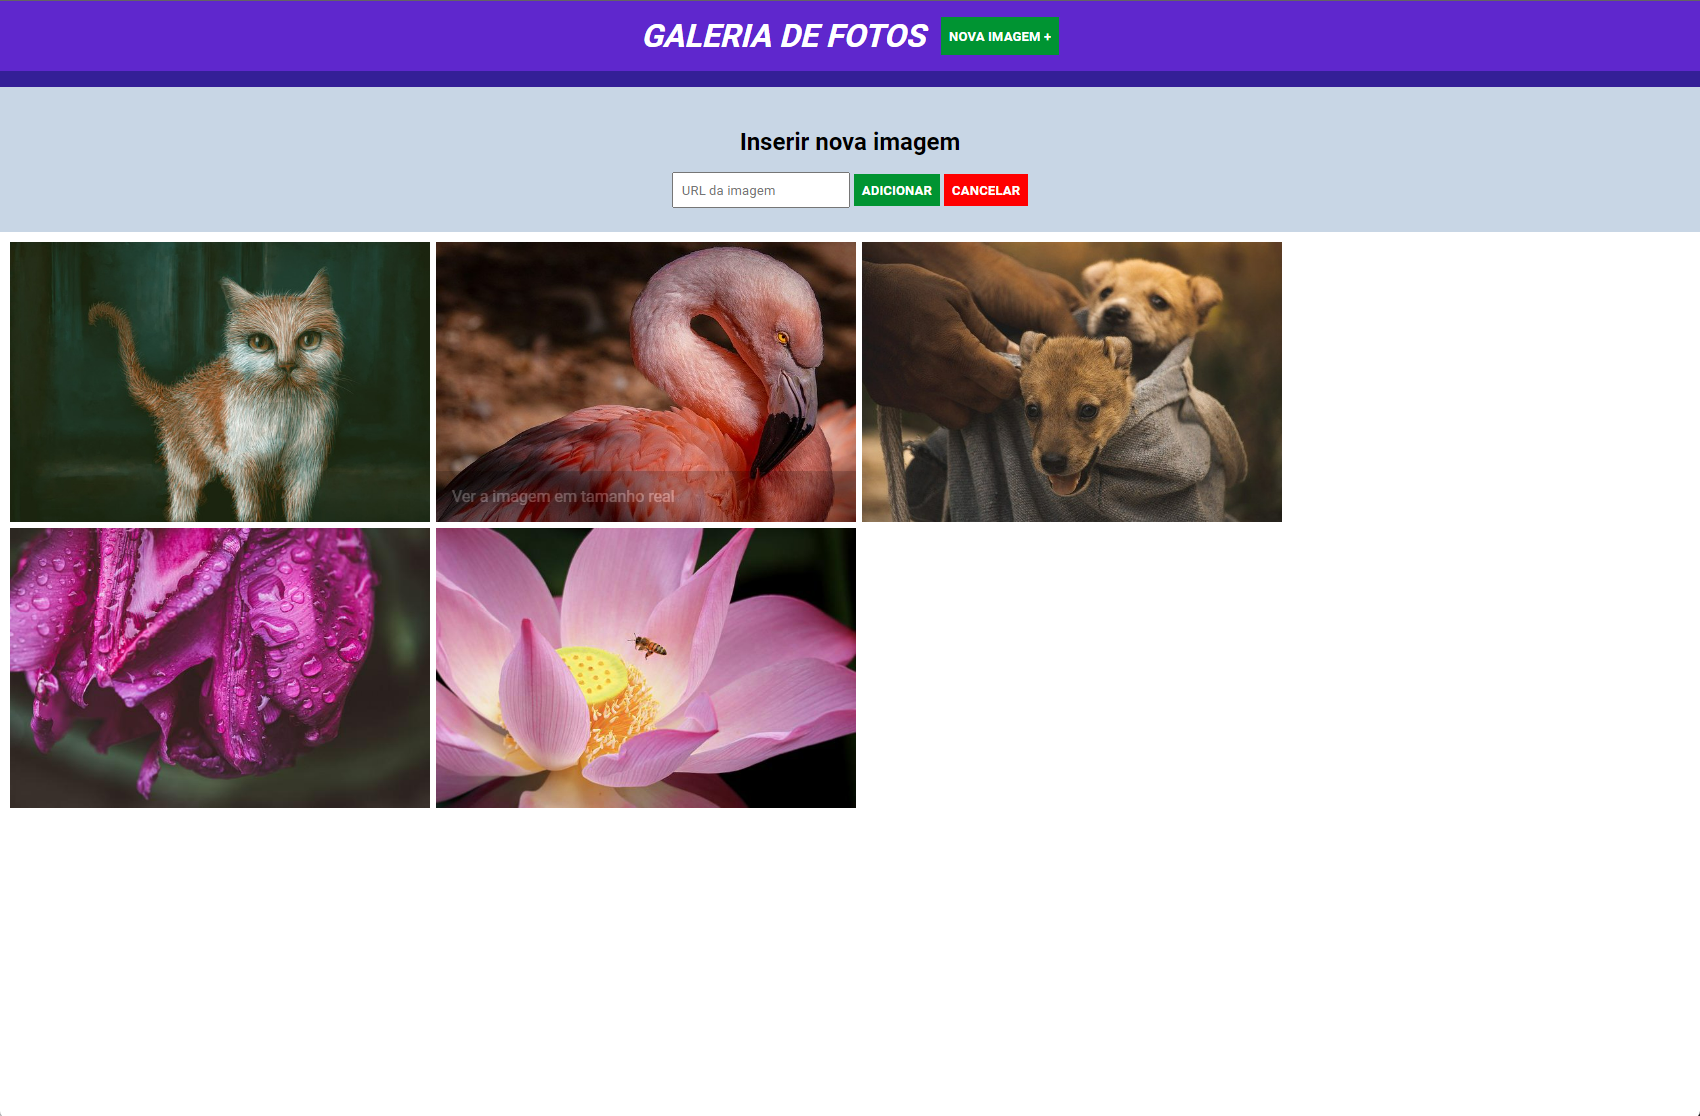 GALERIA DE FOTOS NOVA IMAGEM +
Inserir nova imagem
URL da imagem ADICIONAR CANCELAR
Ver a imagem em tamanho real